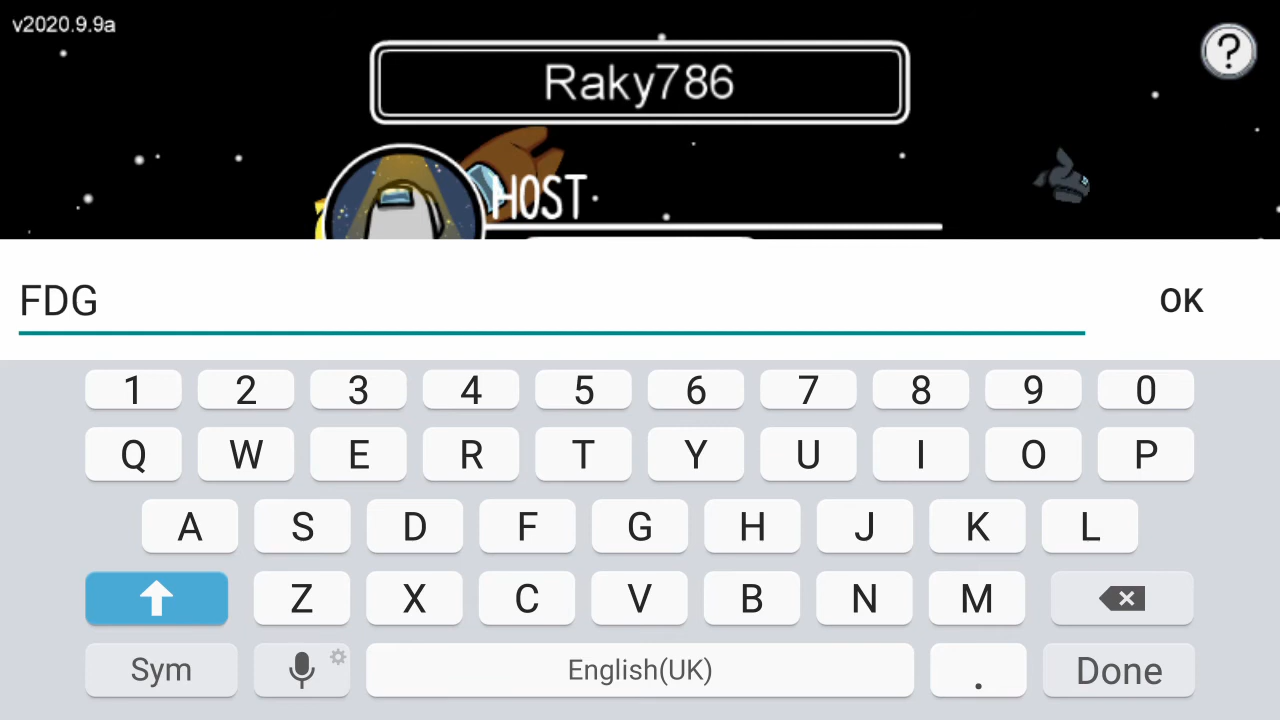 v2020.9.9a
Raky786
?
HOST
FDG
OK
1 2 3 4 5 6 7 8 9 0
Q W E R T Y U I O P
A S D F G H J K L
Z X C V B N M
Sym English(UK) . Done